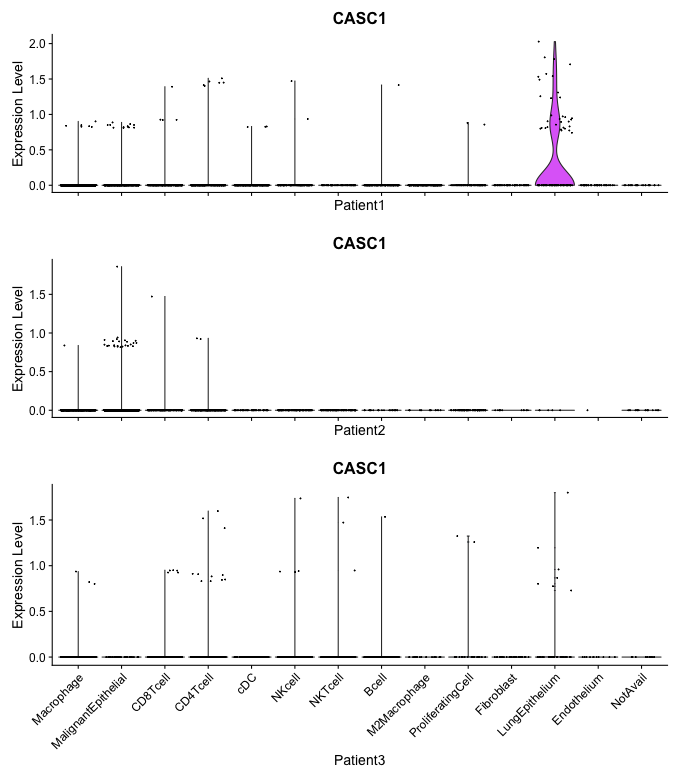 CASC1
Expression Level
2.0
1.5
1.0
0.5
0.0
Patient1
CASC1
Expression Level
1.5
1.0
0.5
0.0
Patient2
CASC1
Expression Level
1.5
1.0
0.5
0.0
Macrophage
MalignantEpithelial
CD8Tcell
CD4Tcell
cDC
NKcell
NKTcell
Bcell
M2Macrophage
ProliferatingCell
Fibroblast
LungEpithelium
Endothelium
NotAvail
Patient3